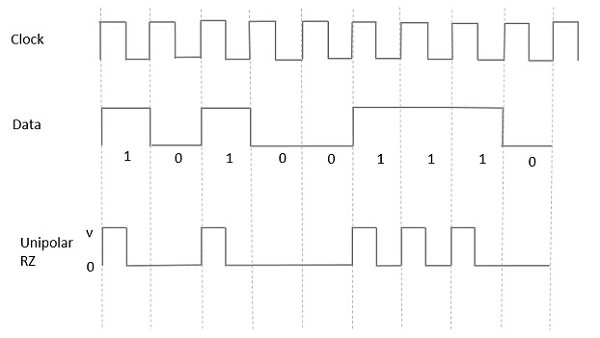 Clock
Data
1 0 1 0 0 1 1 1 0
v
Unipolar
RZ
0